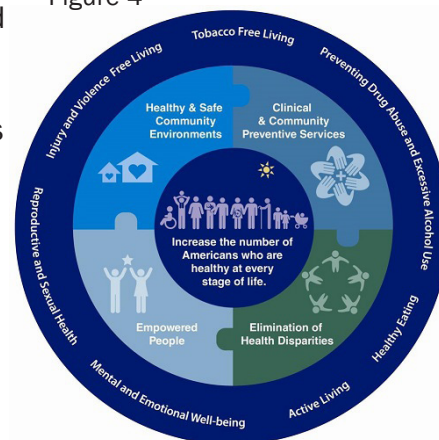 Figure 4
d
s
Tobacco Free Living
Preventing Drug Abuse and Excessive Alcohol Use
Healthy Eating
Active Living
Mental and Emotional Well-being
Reproductive and Sexual Health
Injury and Violence Free Living
Healthy & Safe
Community
Environments
Clinical
& Community
Preventive Services
Increase the number of
Americans who are
healthy at every
stage of life.
Empowered
People
Elimination of
Health Disparities